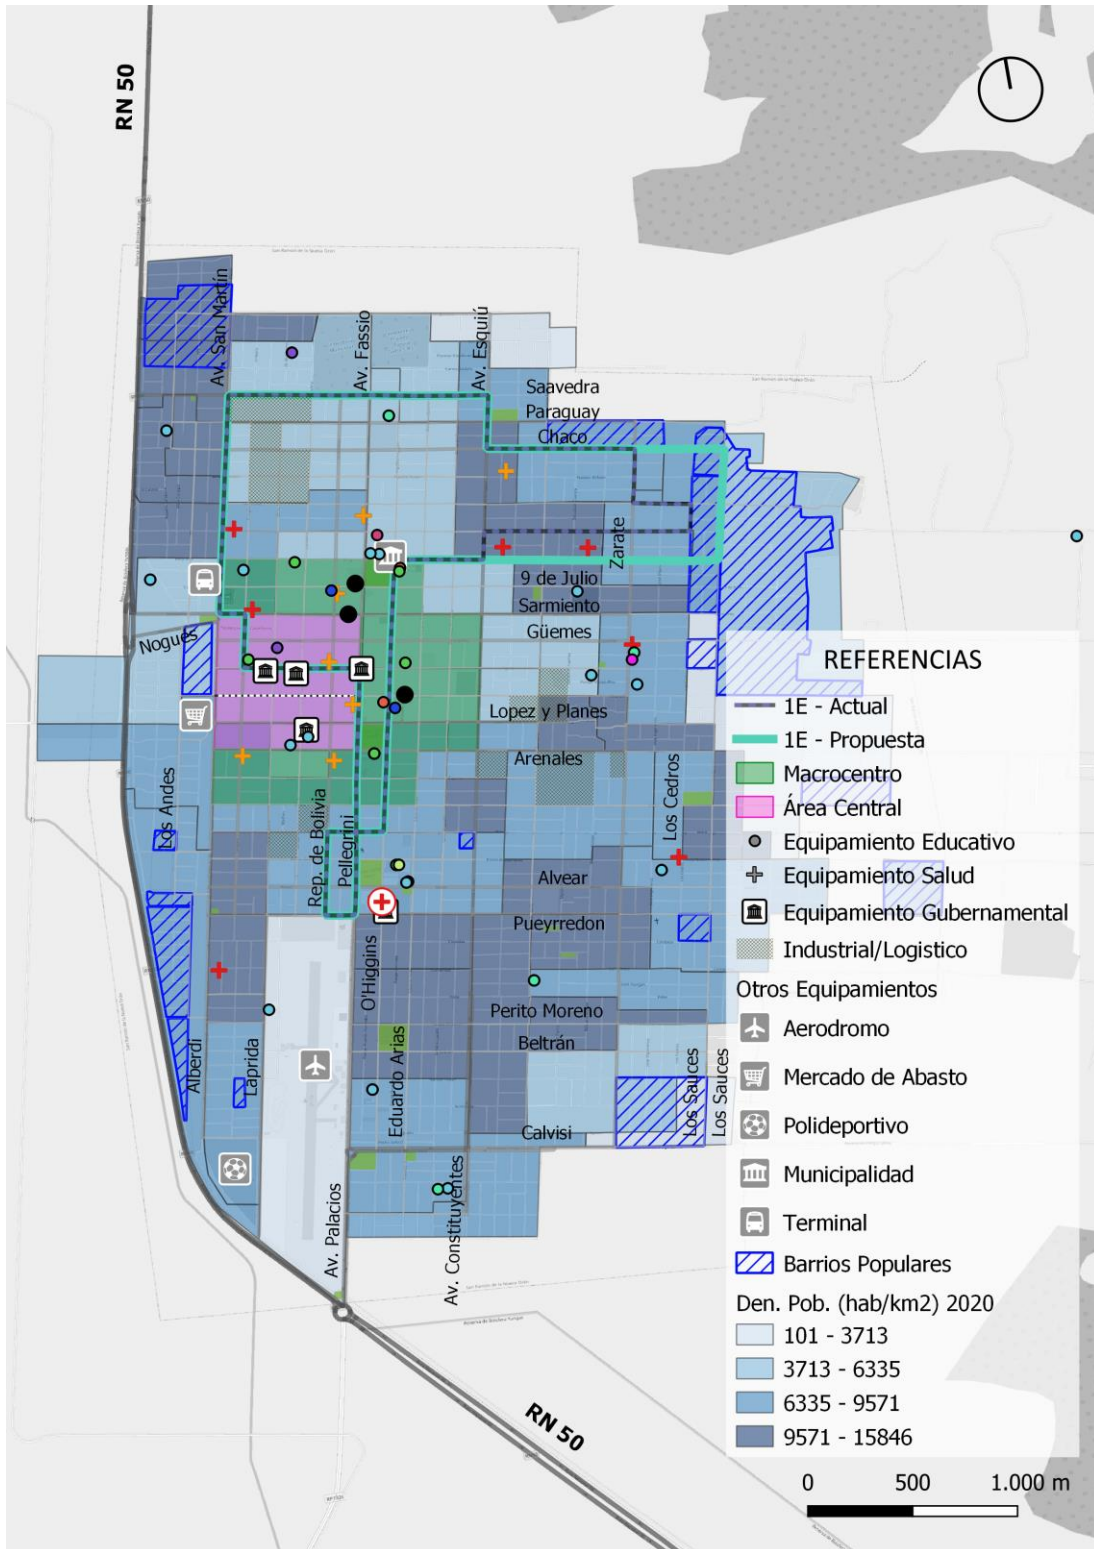 RN 50
Av. San Martín
Av. Fassio
Av. Esquiú
Saavedra
Paraguay
Chaco
Zarate
9 de Julio
Sarmiento
Güemes
Nogues
Lopez y Planes
Arenales
Los Andes
Rep. de Bolivia
Pellegrini
Los Cedros
Alvear
Pueyrredon
O'Higgins
Perito Moreno
Beltrán
Alberdi
Laprida
Eduardo Arias
Los Sauces
Los Sauces
Calvisi
Av. Palacios
Av. Constituyentes
RN 50
REFERENCIAS
1E - Actual
1E - Propuesta
Macrocentro
Área Central
Equipamiento Educativo
Equipamiento Salud
Equipamiento Gubernamental
Industrial/Logistico
Otros Equipamientos
Aerodromo
Mercado de Abasto
Polideportivo
Municipalidad
Terminal
Barrios Populares
Den. Pob. (hab/km2) 2020
101 - 3713
3713 - 6335
6335 - 9571
9571 - 15846
0 500 1.000 m